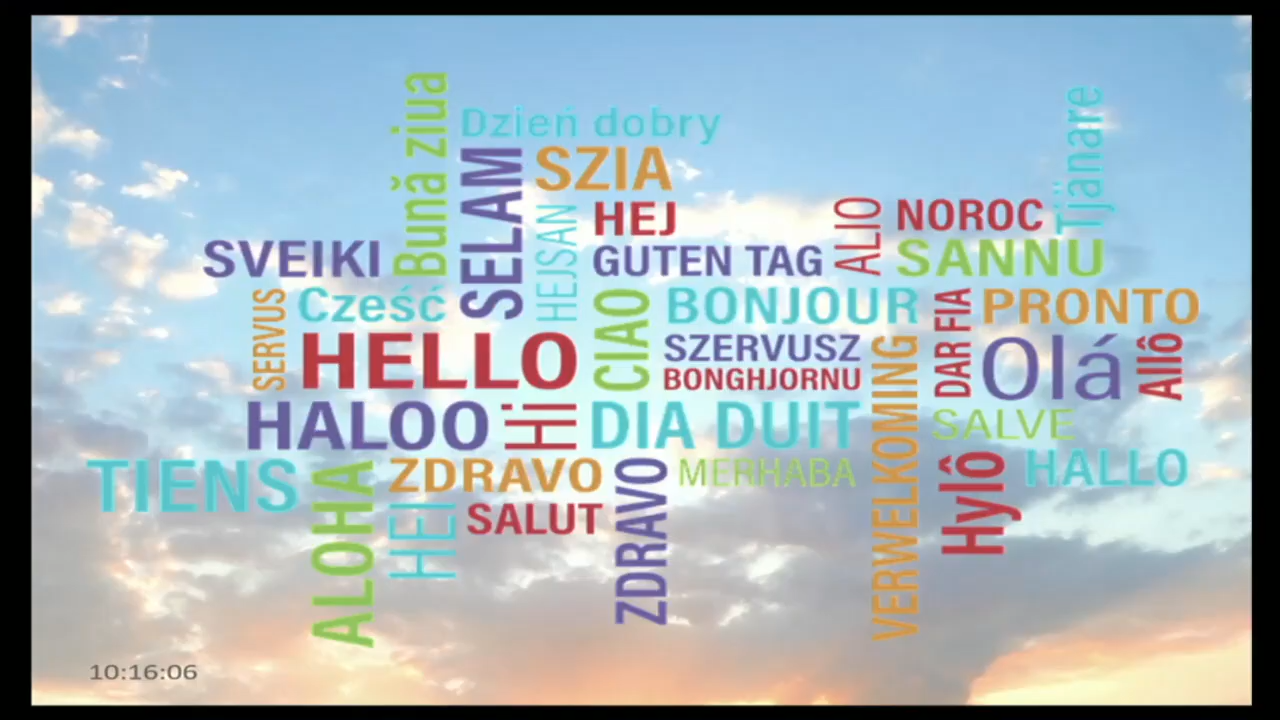 Bună ziua
Dzień dobry
Tjänare
SELAM
SZIA
HEJSAN
HEJ
ALIO
NOROC
SVEIKI
GUTEN TAG
SANNU
SERVUS
Cześć
CIAO
BONJOUR
DAR FIA
PRONTO
HELLO
SZERVUSZ
BONGHJORNU
VERWELKOMING
Olá
Allô
HALOO
Hi
DIA DUIT
SALVE
TIENS
ALOHA
ZDRAVO
HEI
SALUT
ZDRAVO
MERHABA
Hylô
HALLO
10:16:06